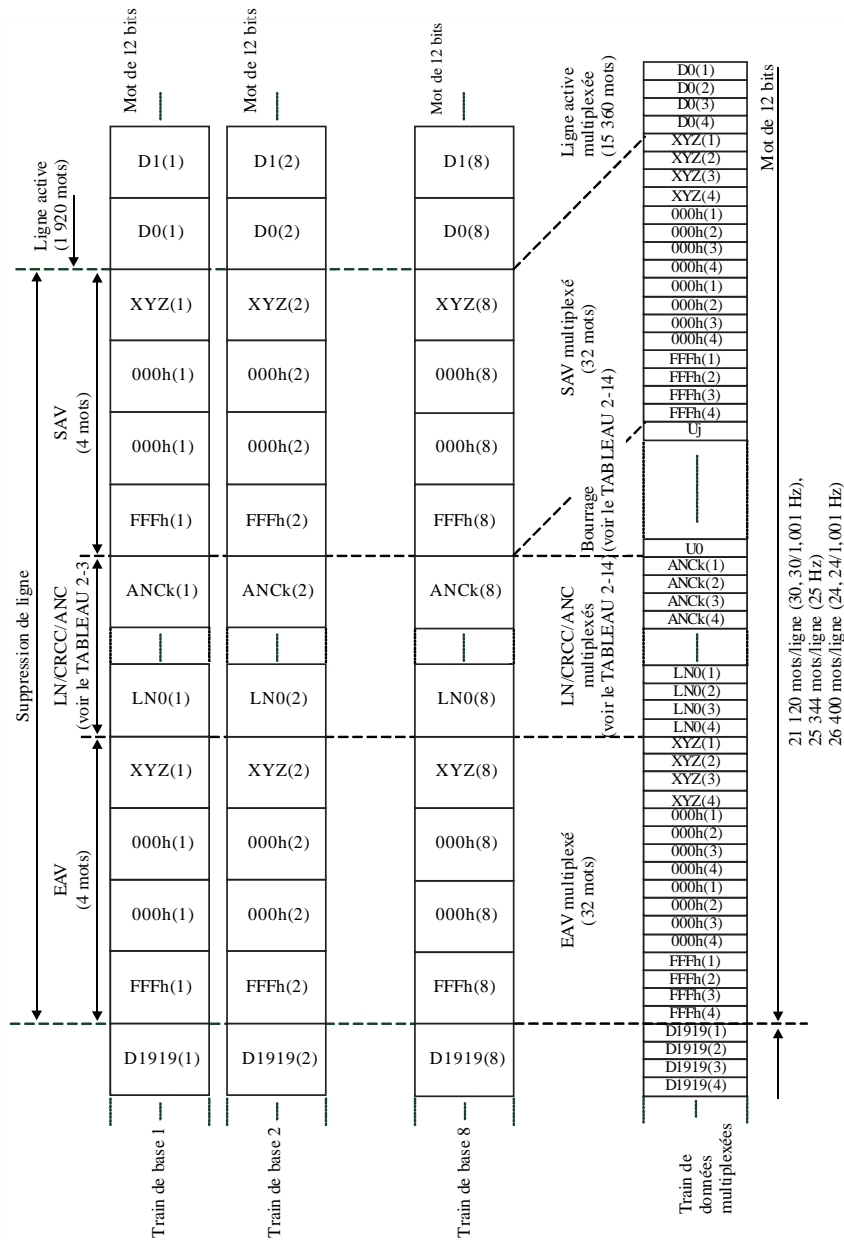 Mot de 12 bits
Mot de 12 bits
Mot de 12 bits
Mot de 12 bits
Ligne active
(1 920 mots)
Ligne active
multiplexée
(15 360 mots)
Suppression de ligne
SAV
(4 mots)
LN/CRCC/ANC
(voir le TABLEAU 2-3
EAV
(4 mots)
D1(1)
D0(1)
XYZ(1)
000h(1)
000h(1)
FFFh(1)
ANCk(1)
LN0(1)
XYZ(1)
000h(1)
000h(1)
FFFh(1)
D1919(1)
Train de base 1
D1(2)
D0(2)
XYZ(2)
000h(2)
000h(2)
FFFh(2)
ANCk(2)
LN0(2)
XYZ(2)
000h(2)
000h(2)
FFFh(2)
D1919(2)
Train de base 2
D1(8)
D0(8)
XYZ(8)
000h(8)
000h(8)
FFFh(8)
ANCk(8)
LN0(8)
XYZ(8)
000h(8)
000h(8)
FFFh(8)
D1919(8)
Train de base 8
SAV multiplexé
(32 mots)
Bourrage
(voir le TABLEAU 2-14)
LN/CRCC/ANC
multiplexés
(voir le TABLEAU 2-14)
EAV multiplexé
(32 mots)
D0(1)
D0(2)
D0(3)
D0(4)
XYZ(1)
XYZ(2)
XYZ(3)
XYZ(4)
000h(1)
000h(2)
000h(3)
000h(4)
000h(1)
000h(2)
000h(3)
000h(4)
FFFh(1)
FFFh(2)
FFFh(3)
FFFh(4)
Uj
U0
ANCk(1)
ANCk(2)
ANCk(3)
ANCk(4)
LN0(1)
LN0(2)
LN0(3)
LN0(4)
XYZ(1)
XYZ(2)
XYZ(3)
XYZ(4)
000h(1)
000h(2)
000h(3)
000h(4)
000h(1)
000h(2)
000h(3)
000h(4)
FFFh(1)
FFFh(2)
FFFh(3)
FFFh(4)
D1919(1)
D1919(2)
D1919(3)
D1919(4)
Train de
données
multiplexées
21 120 mots/ligne (30, 30/1,001 Hz),
25 344 mots/ligne (25 Hz)
26 400 mots/ligne (24, 24/1,001 Hz)